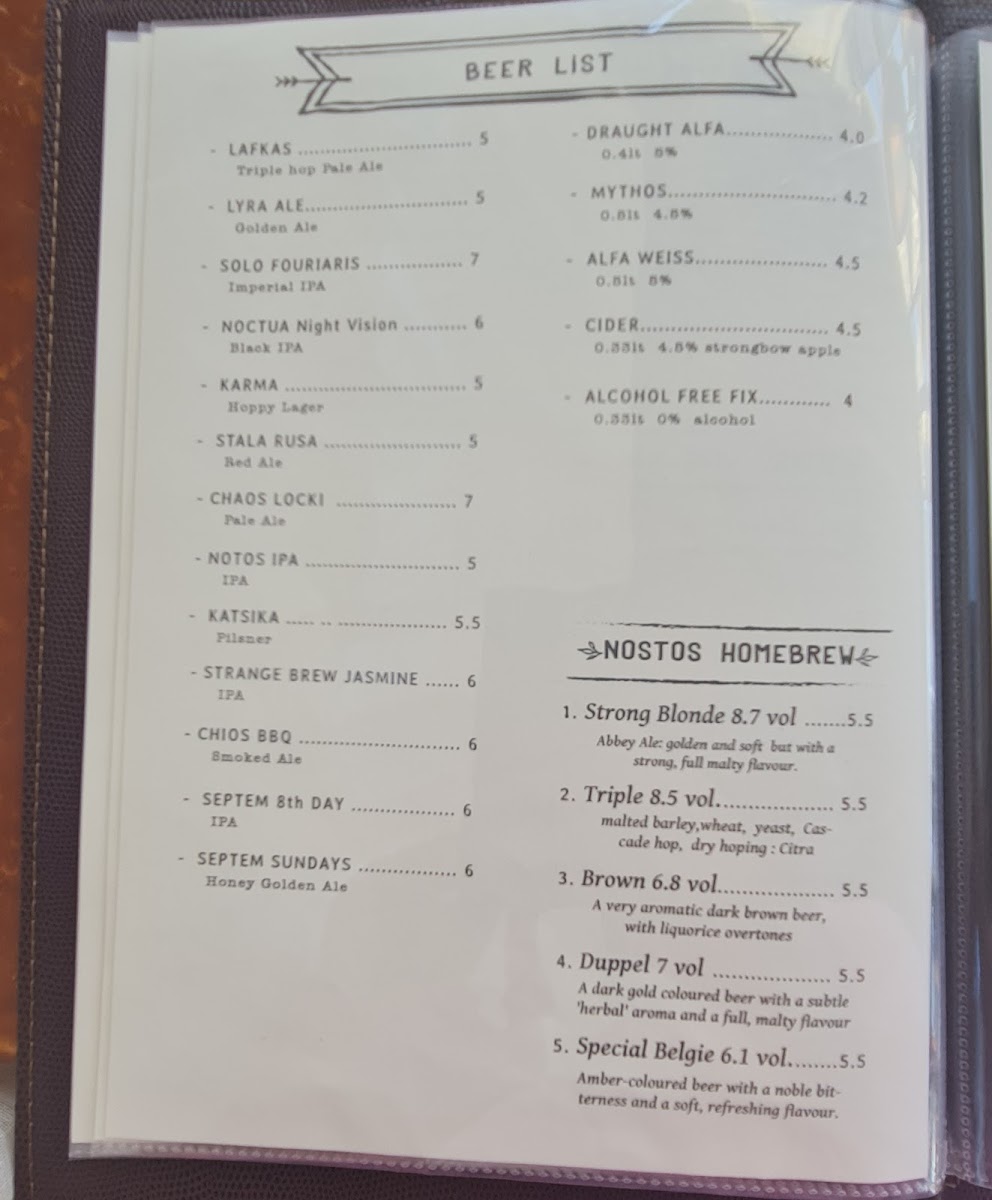 BEER LIST
- LAFKAS ............................... 5
Triple hop Pale Ale
- LYRA ALE............................. 5
Golden Ale
- SOLO FOURIARIS ................. 7
Imperial IPA
- NOCTUA Night Vision ........... 6
Black IPA
- KARMA ................................ 5
Hoppy Lager
- STALA RUSA ........................ 5
Red Ale
- CHAOS LOCKI ..................... 7
Pale Ale
- NOTOS IPA ........................... 5
IPA
- KATSIKA ..... .. ................... 5.5
Pilsner
- STRANGE BREW JASMINE ...... 6
IPA
- CHIOS BBQ ............................ 6
Smoked Ale
- SEPTEM 8th DAY .................. 6
IPA
- SEPTEM SUNDAYS ................. 6
Honey Golden Ale
- DRAUGHT ALFA.................. 4.0
0.4lt 5%
- MYTHOS............................. 4.2
0.5lt
- ALFA WEISS....................... 4.5
0.5lt 5%
- CIDER................................. 4.5
0.33lt 4.5% strongbow apple
- ALCOHOL FREE FIX............ 4
0.33lt 0% alcohol
NOSTOS HOMEBREW
1. Strong Blonde 8.7 vol .......5.5
Abbey Ale: golden and soft but with a
strong, full malty flavour.
2. Triple 8.5 vol.................. 5.5
malted barley,wheat, yeast, Cas-
cade hop, dry hoping : Citra
3. Brown 6.8 vol.................. 5.5
A very aromatic dark brown beer,
with liquorice overtones
4. Duppel 7 vol .................. 5.5
A dark gold coloured beer with a subtle
'herbal' aroma and a full, malty flavour
5. Special Belgie 6.1 vol........5.5
Amber-coloured beer with a noble bit-
terness and a soft, refreshing flavour.